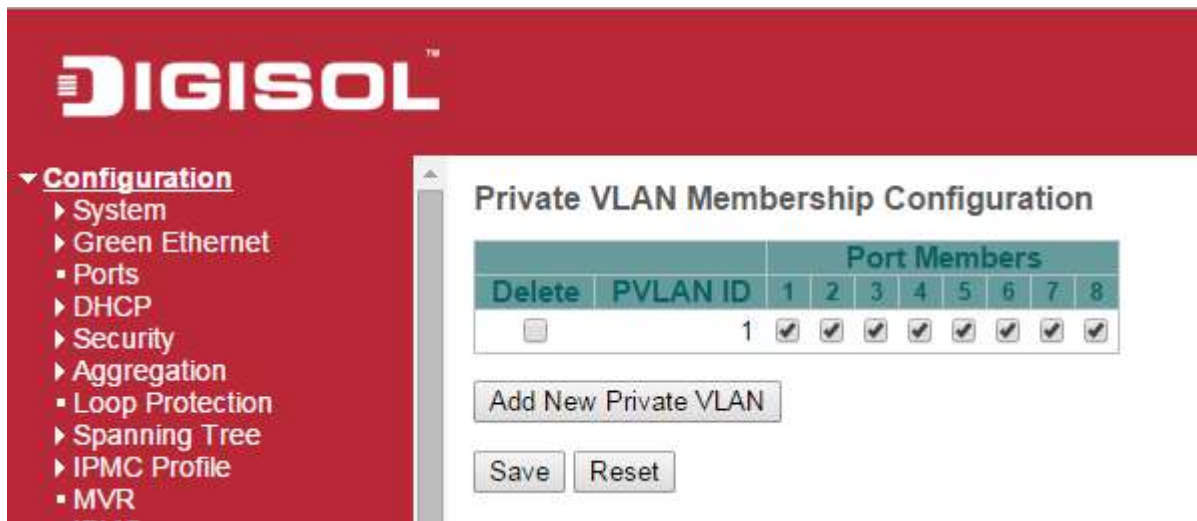 DIGISOL™
Configuration
System
Green Ethernet
Ports
DHCP
Security
Aggregation
Loop Protection
Spanning Tree
IPMC Profile
MVR
Private VLAN Membership Configuration
Port Members
Delete PVLAN ID 1 2 3 4 5 6 7 8
1
Add New Private VLAN
Save Reset